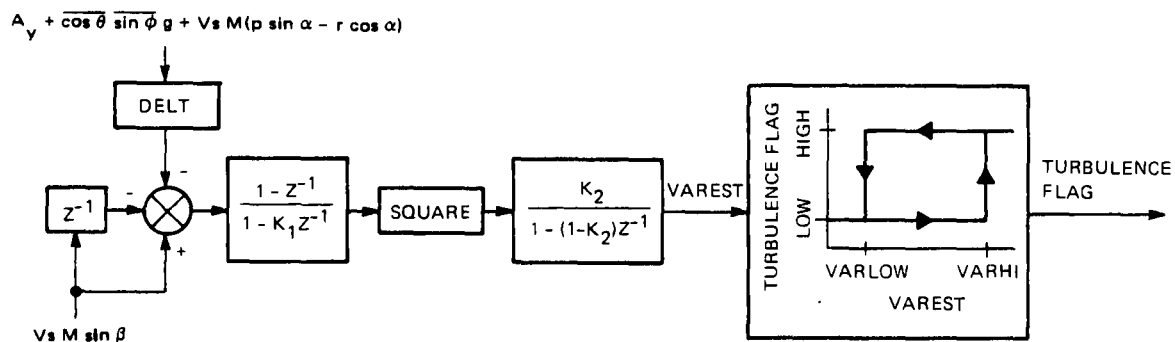 A_y + cos θ sin ϕ g + Vs M(p sin α – r cos α)
DELT
-
-
+
Z^-1
1 – Z^-1
1 – K_1 Z^-1
SQUARE
K_2
1 – (1–K_2)Z^-1
VAREST
TURBULENCE FLAG
HIGH
LOW
VARLOW
VARHI
VAREST
TURBULENCE
FLAG
Vs M sin β